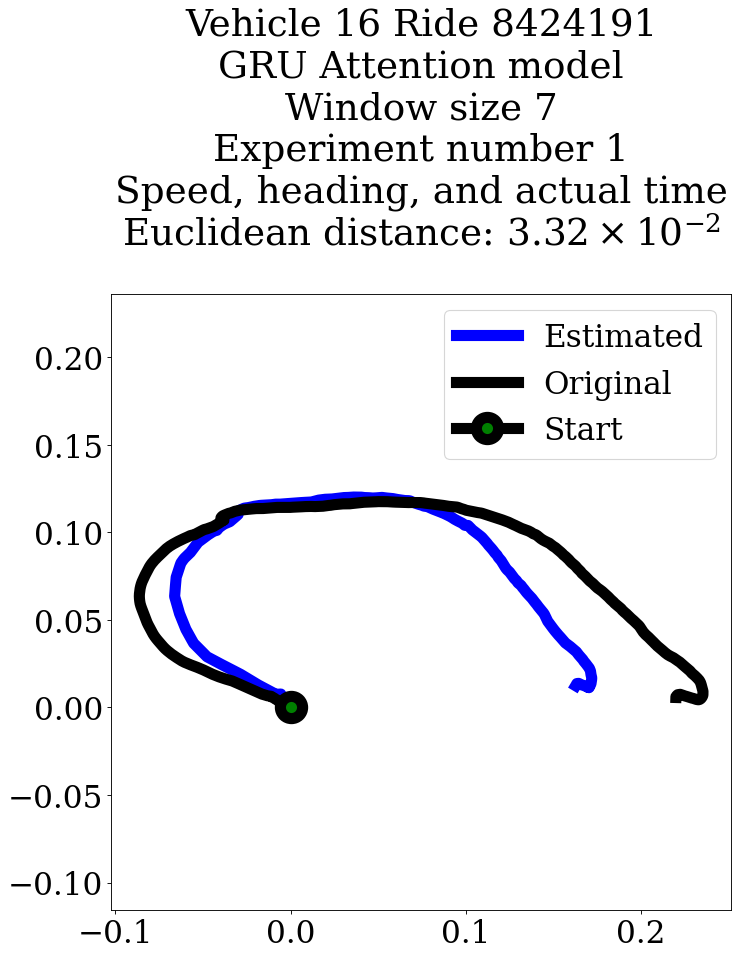 Vehicle 16 Ride 8424191
GRU Attention model
Window size 7
Experiment number 1
Speed, heading, and actual time
Euclidean distance: 3.32 × 10⁻²
Estimated
Original
Start
0.20
0.15
0.10
0.05
0.00
−0.05
−0.10
−0.1 0.0 0.1 0.2